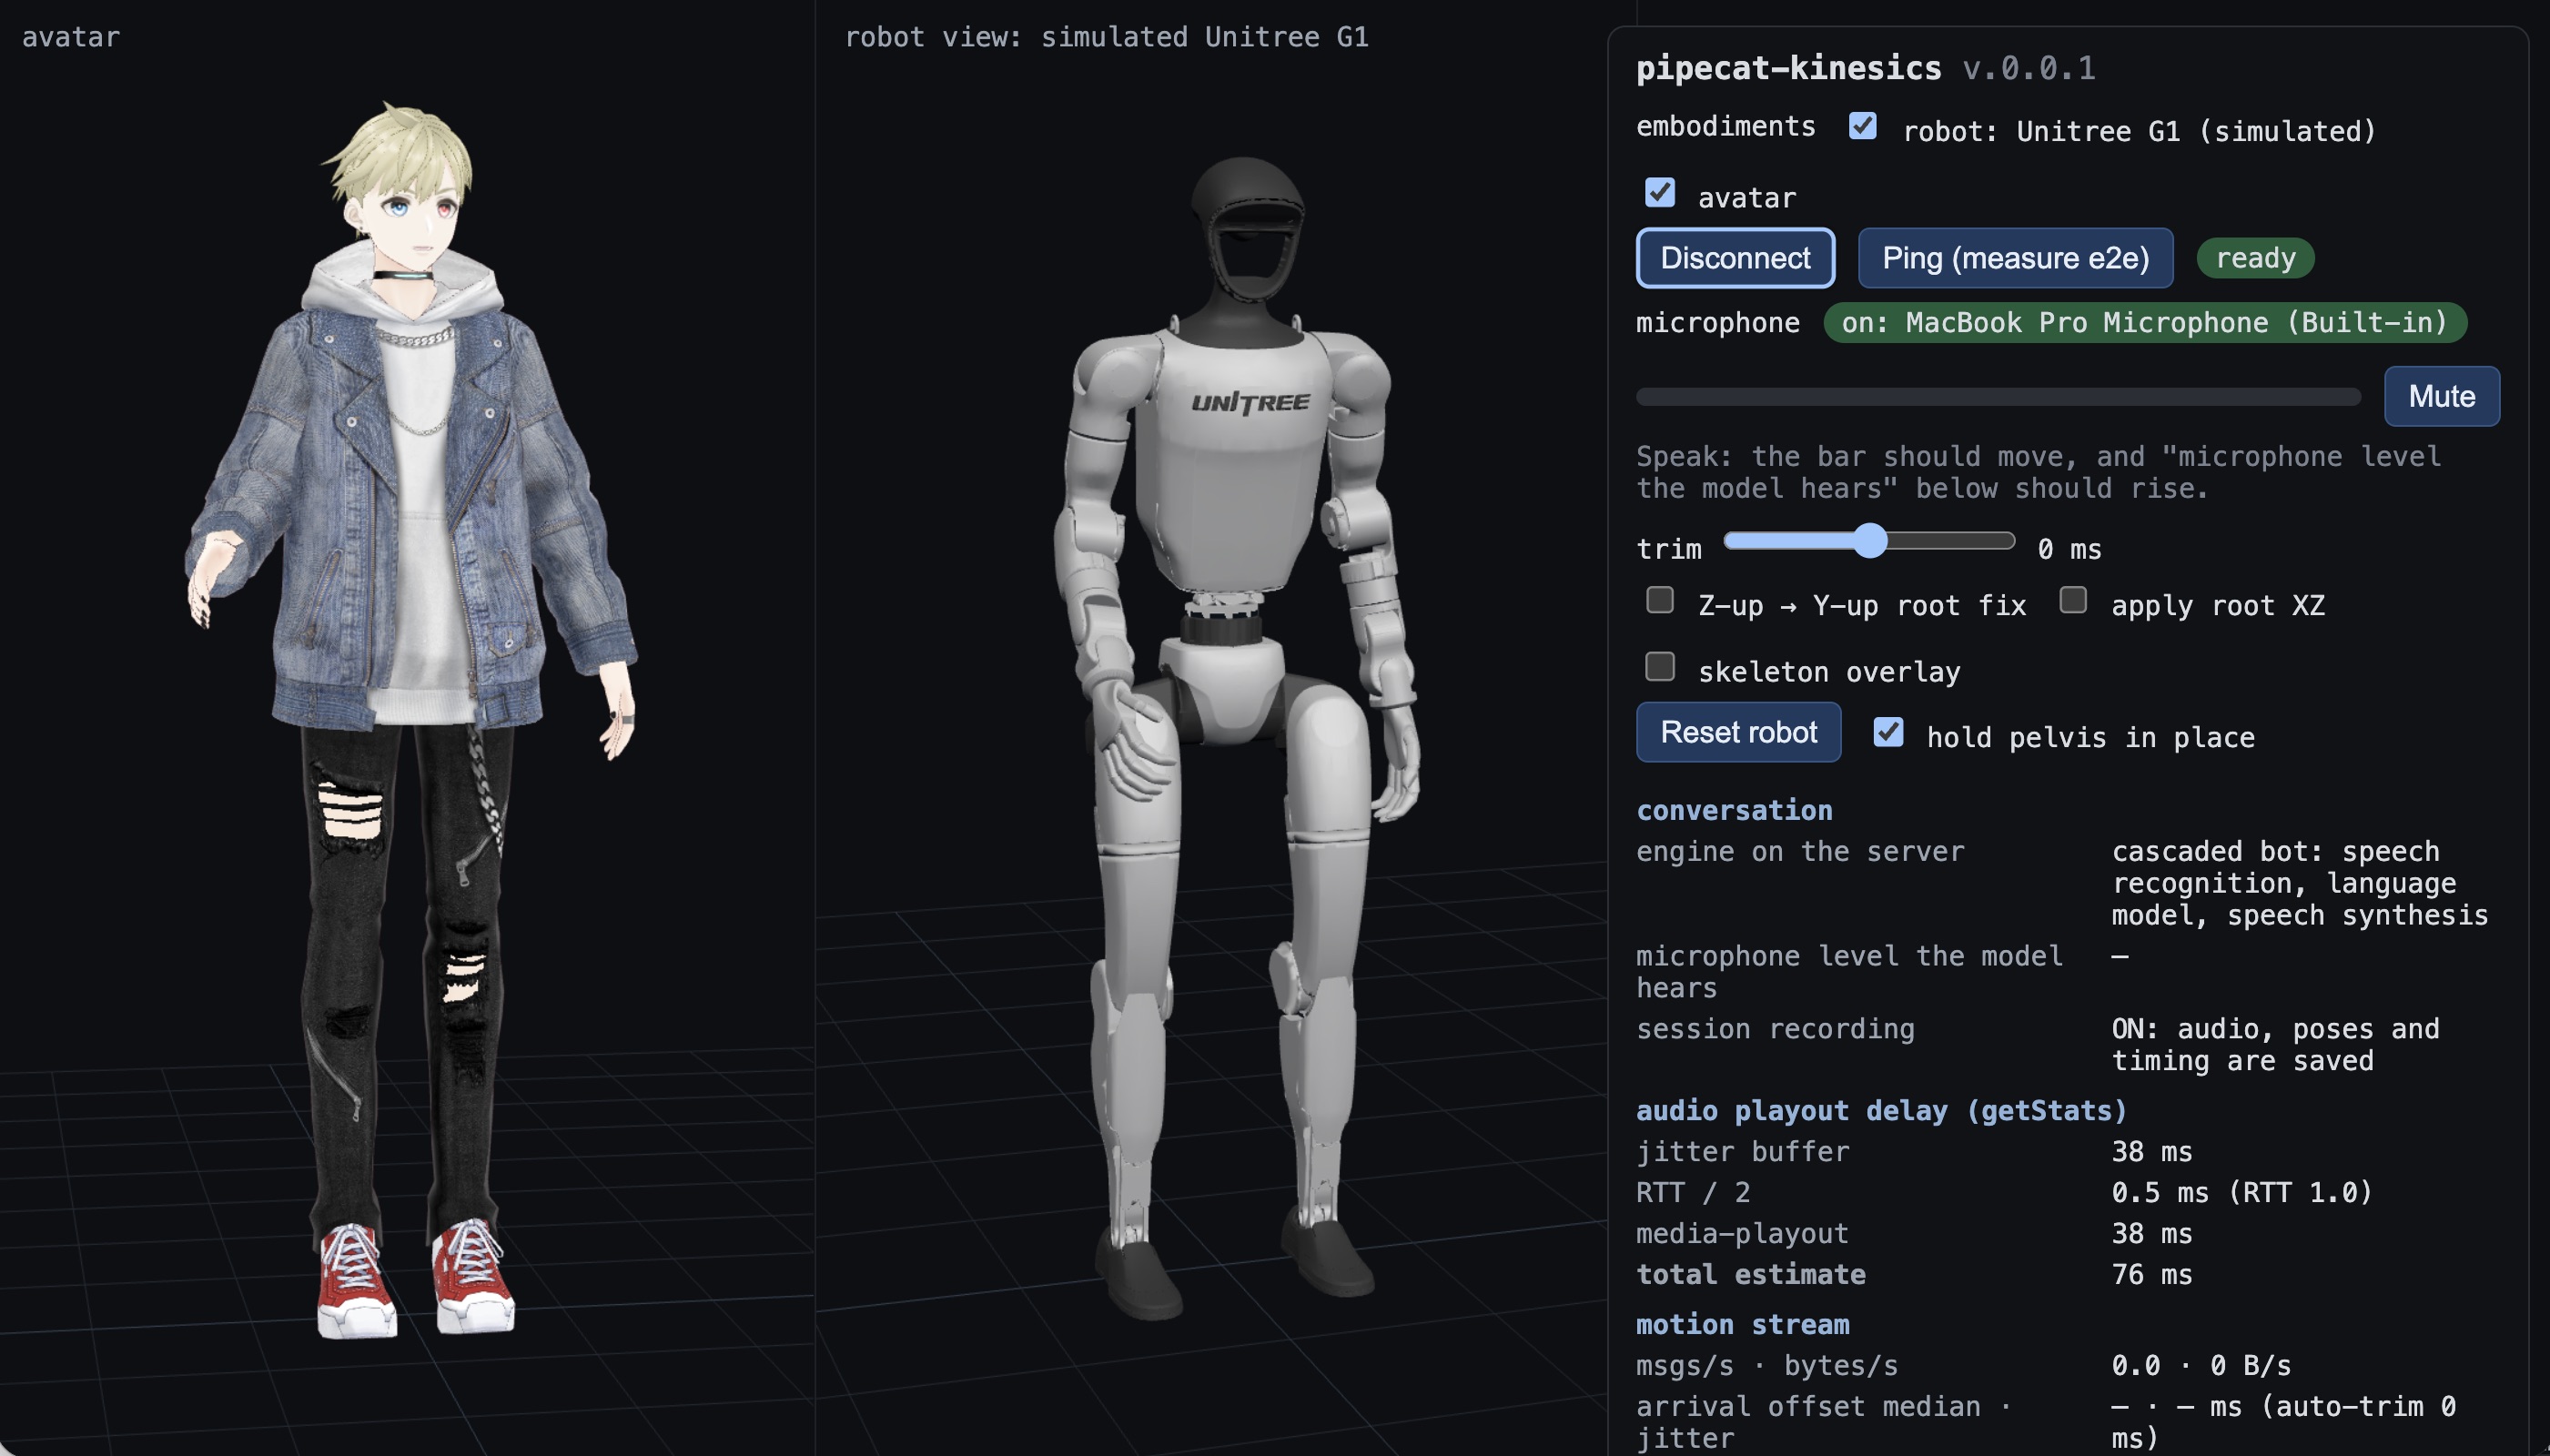 avatar
robot view: simulated Unitree G1
UNITREE
pipecat-kinesics v.0.0.1
embodiments robot: Unitree G1 (simulated)
avatar
Disconnect Ping (measure e2e) ready
microphone on: MacBook Pro Microphone (Built-in)
Mute
Speak: the bar should move, and "microphone level
the model hears" below should rise.
trim 0 ms
Z-up → Y-up root fix apply root XZ
skeleton overlay
Reset robot hold pelvis in place
conversation
engine on the server cascaded bot: speech
recognition, language
model, speech synthesis
microphone level the model –
hears
session recording ON: audio, poses and
timing are saved
audio playout delay (getStats)
jitter buffer 38 ms
RTT / 2 0.5 ms (RTT 1.0)
media-playout 38 ms
total estimate 76 ms
motion stream
msgs/s · bytes/s 0.0 · 0 B/s
arrival offset median · – · – ms (auto-trim 0
jitter ms)